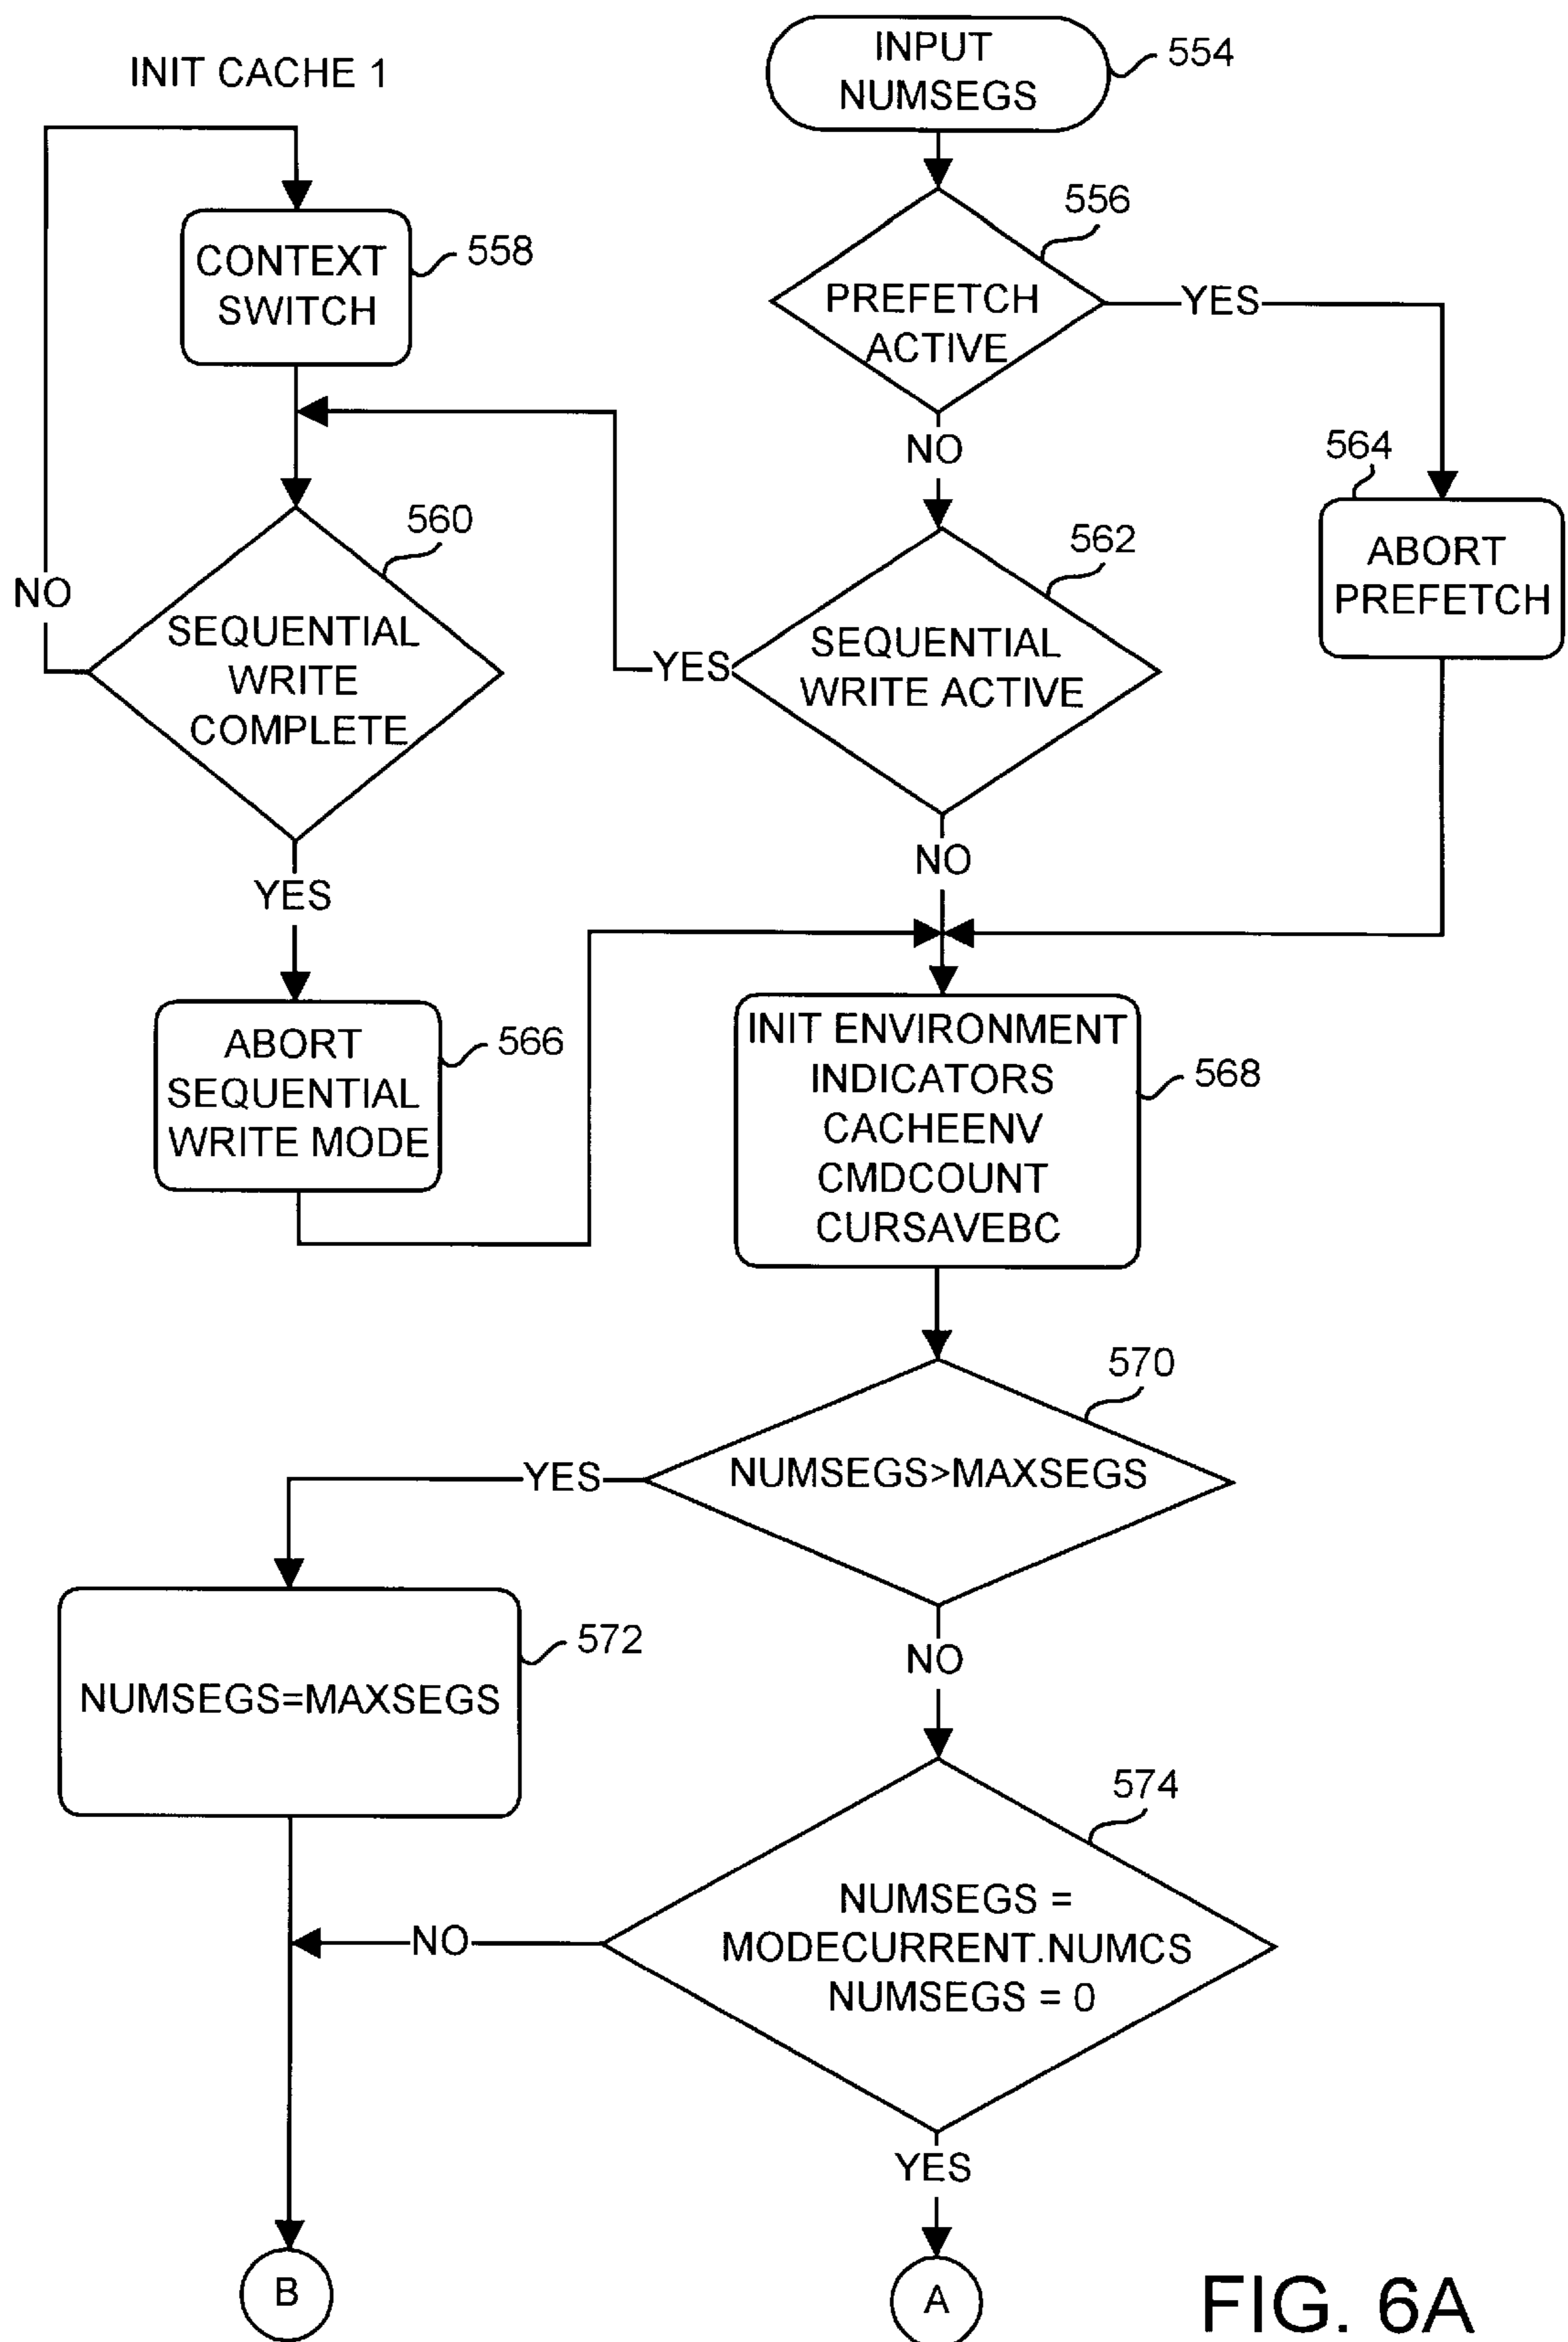 INIT CACHE 1
INPUT
NUMSEGS
554
556
PREFETCH
ACTIVE
YES
NO
CONTEXT
SWITCH
558
564
ABORT
PREFETCH
560
SEQUENTIAL
WRITE
COMPLETE
NO
YES
562
SEQUENTIAL
WRITE ACTIVE
YES
NO
ABORT
SEQUENTIAL
WRITE MODE
566
INIT ENVIRONMENT
INDICATORS
CACHEENV
CMDCOUNT
CURSAVEBC
568
570
NUMSEGS>MAXSEGS
YES
NO
572
NUMSEGS=MAXSEGS
574
NUMSEGS =
MODECURRENT.NUMCS
NUMSEGS = 0
NO
YES
B
A
FIG. 6A